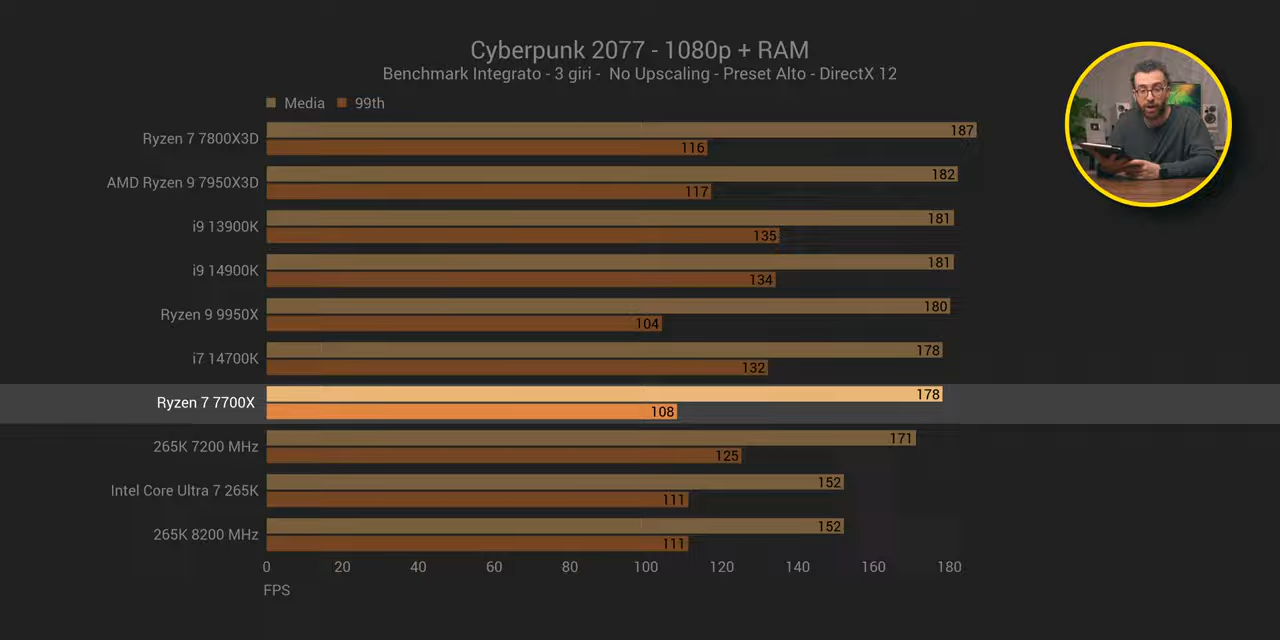 Cyberpunk 2077 - 1080p + RAM
Benchmark Integrato - 3 giri - No Upscaling - Preset Alto - DirectX 12
Media 99th
Ryzen 7 7800X3D 187
116
AMD Ryzen 9 7950X3D 182
117
i9 13900K 181
135
i9 14900K 181
134
Ryzen 9 9950X 180
104
i7 14700K 178
132
Ryzen 7 7700X 178
108
265K 7200 MHz 171
125
Intel Core Ultra 7 265K 152
111
265K 8200 MHz 152
111
0 20 40 60 80 100 120 140 160 180
FPS